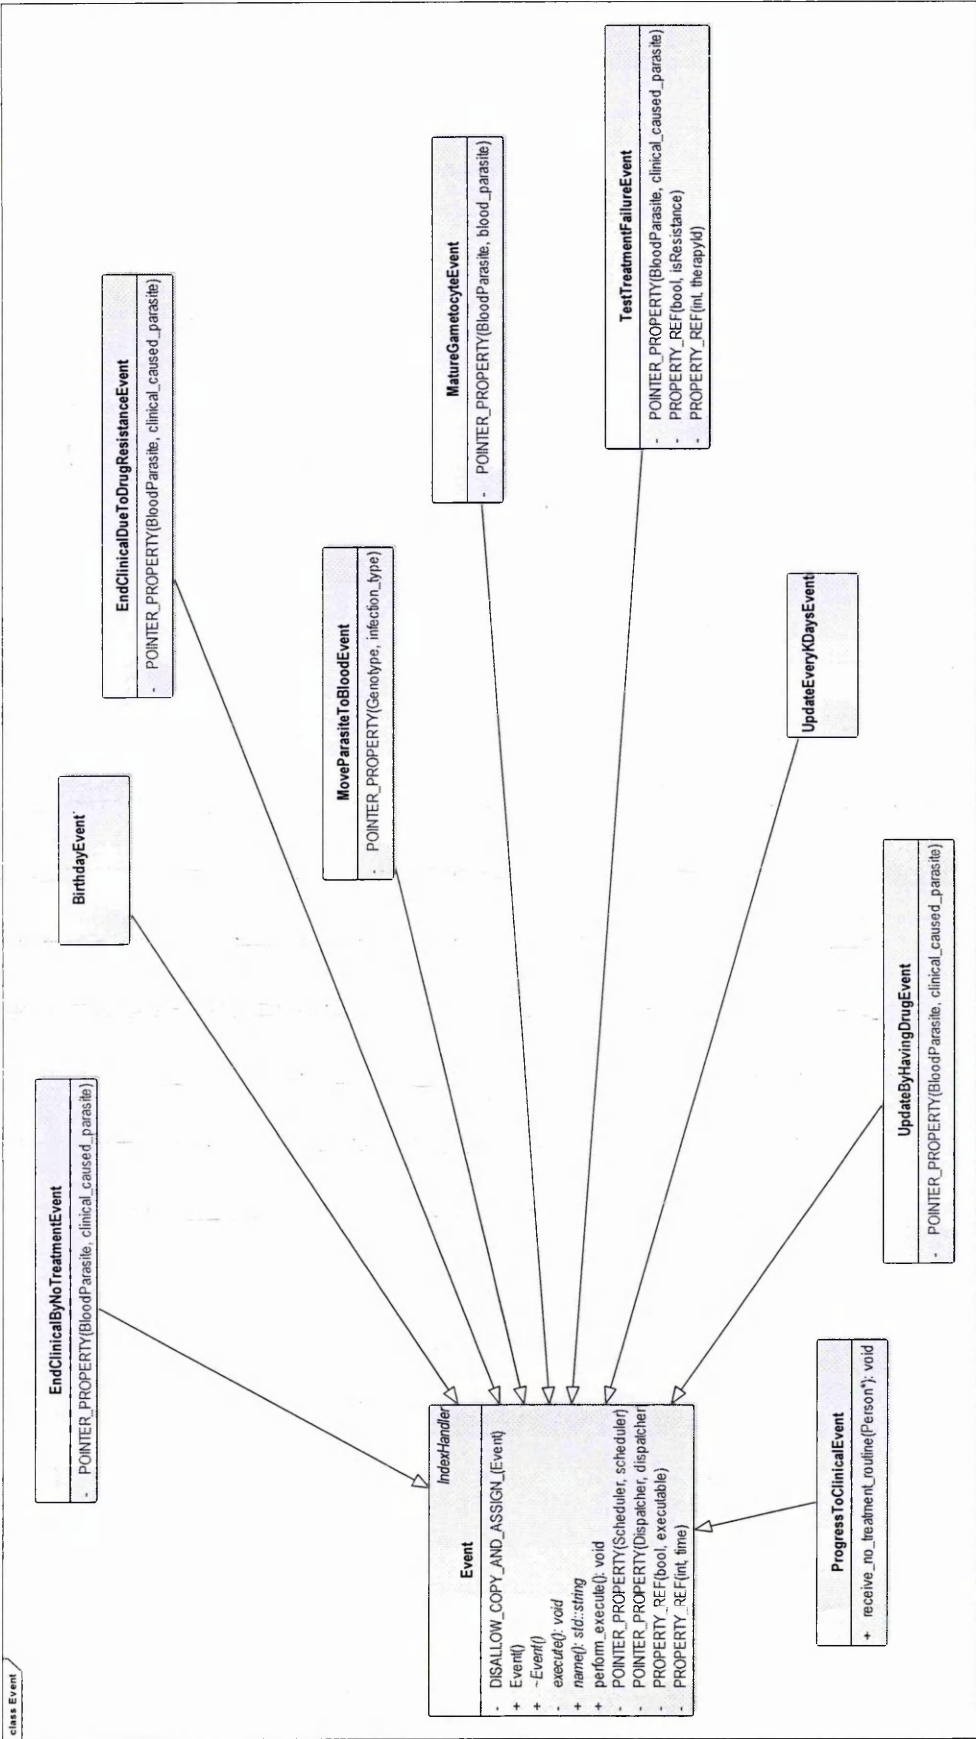 class Event
EndClinicalByNoTreatmentEvent
- POINTER_PROPERTY(BloodParasite, clinical_caused_parasite)
BirthdayEvent
EndClinicalDueToDrugResistanceEvent
- POINTER_PROPERTY(BloodParasite, clinical_caused_parasite)
MoveParasiteToBloodEvent
- POINTER_PROPERTY(Genotype, infection_type)
MatureGametocyteEvent
- POINTER_PROPERTY(BloodParasite, blood_parasite)
TestTreatmentFailureEvent
- POINTER_PROPERTY(BloodParasite, clinical_caused_parasite)
- PROPERTY_REF(bool, isResistance)
- PROPERTY_REF(int, therapyId)
IndexHandler
Event
- DISALLOW_COPY_AND_ASSIGN_(Event)
+ Event()
+ ~Event()
- execute(): void
+ name(): std::string
+ perform_execute(): void
- POINTER_PROPERTY(Scheduler, scheduler)
- POINTER_PROPERTY(Dispatcher, dispatcher)
- PROPERTY_REF(bool, executable)
- PROPERTY_REF(int, time)
UpdateEveryKDaysEvent
UpdateByHavingDrugEvent
- POINTER_PROPERTY(BloodParasite, clinical_caused_parasite)
ProgressToClinicalEvent
+ receive_no_treatment_routine(Person*): void